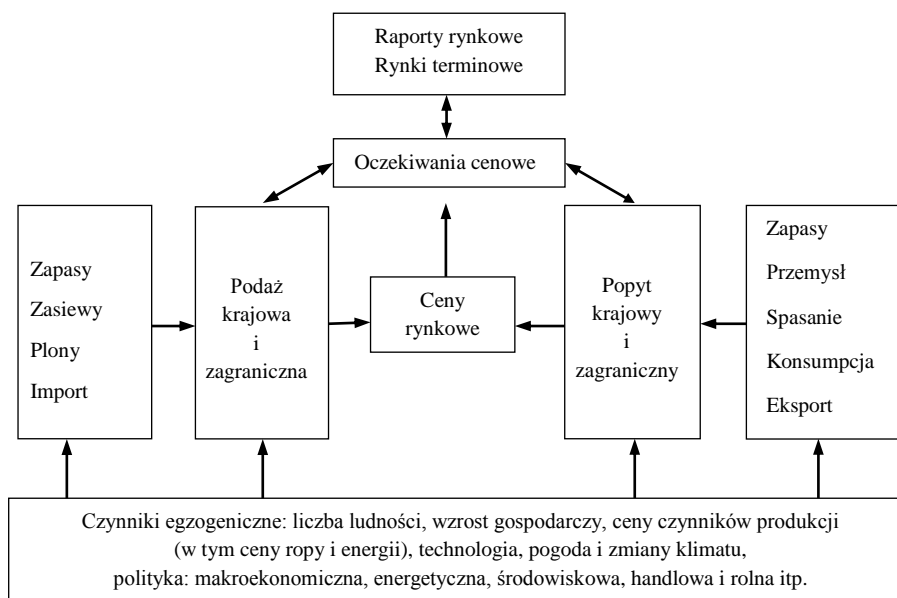 Raporty rynkowe
Rynki terminowe
Oczekiwania cenowe
Zapasy
Zasiewy
Plony
Import
Podaż
krajowa
i
zagraniczna
Ceny
rynkowe
Popyt
krajowy
i
zagraniczny
Zapasy
Przemysł
Spasanie
Konsumpcja
Eksport
Czynniki egzogeniczne: liczba ludności, wzrost gospodarczy, ceny czynników produkcji
(w tym ceny ropy i energii), technologia, pogoda i zmiany klimatu,
polityka: makroekonomiczna, energetyczna, środowiskowa, handlowa i rolna itp.